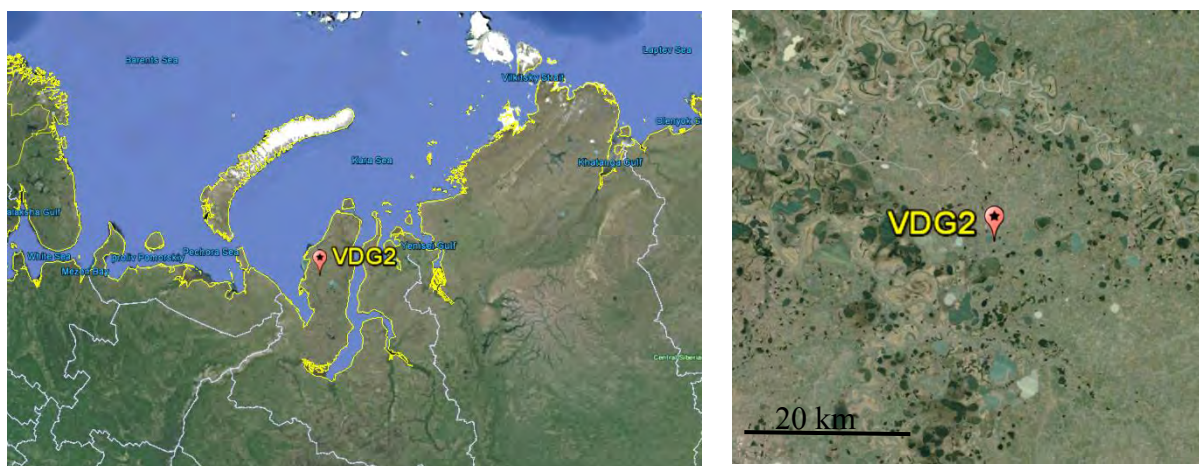 Barents Sea
Laptev Sea
Vilkitsky Strait
Kara Sea
Khatanga Gulf
Gulf
White Sea
Pechora Sea
Yenisei Gulf
VDG2
VDG2
20 km